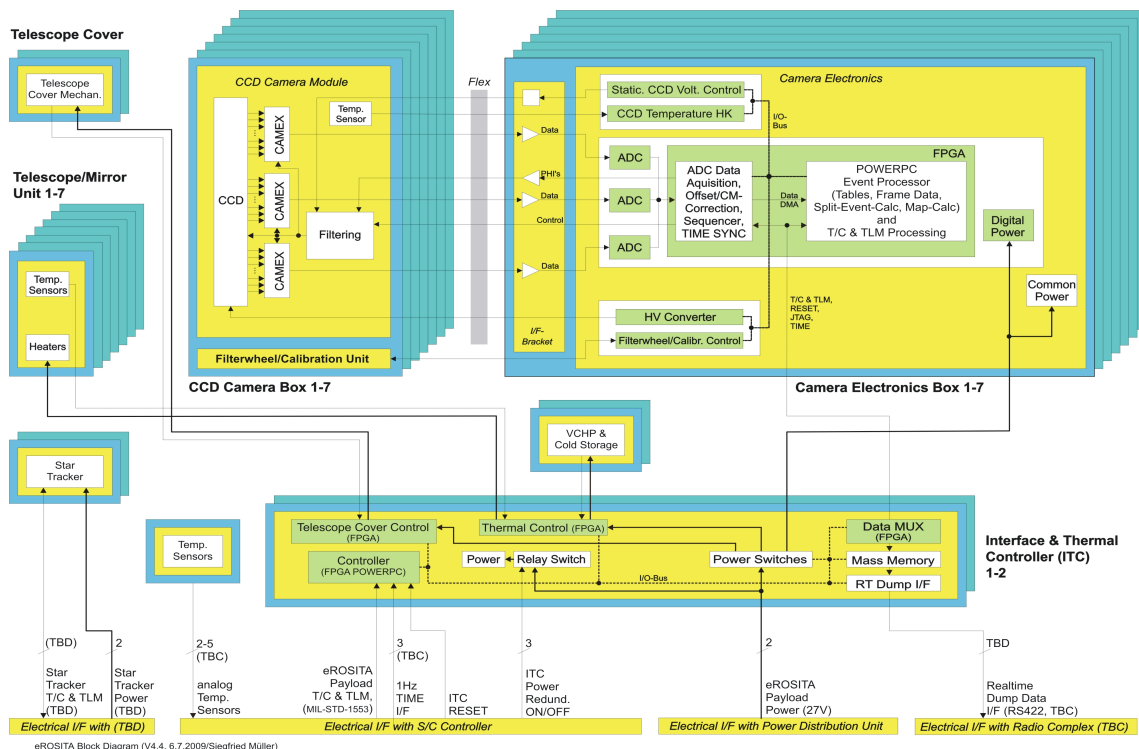 Telescope Cover
Telescope
Cover Mechan.
Telescope/Mirror
Unit 1-7
Temp.
Sensors
Heaters
CCD Camera Module
CCD
CAMEX
CAMEX
CAMEX
Temp.
Sensor
Filtering
Filterwheel/Calibration Unit
CCD Camera Box 1-7
Flex
I/F-
Bracket
Data
PHI's
Data
Control
Data
Camera Electronics
Static. CCD Volt. Control
CCD Temperature HK
I/O-
Bus
FPGA
ADC
ADC
ADC
ADC Data
Aquisition,
Offset/CM-
Correction,
Sequencer,
TIME SYNC
Data
DMA
POWERPC
Event Processor
(Tables, Frame Data,
Split-Event-Calc, Map-Calc)
and
T/C & TLM Processing
Digital
Power
Common
Power
T/C & TLM,
RESET,
JTAG,
TIME
HV Converter
Filterwheel/Calibr. Control
Camera Electronics Box 1-7
VCHP &
Cold Storage
Star
Tracker
Temp.
Sensors
Telescope Cover Control
(FPGA)
Thermal Control (FPGA)
Controller
(FPGA POWERPC)
Power
Relay Switch
Power Switches
Data MUX
(FPGA)
Mass Memory
RT Dump I/F
I/O-Bus
Interface & Thermal
Controller (ITC)
1-2
(TBD)
Star
Tracker
T/C & TLM
(TBD)
2
Star
Tracker
Power
(TBD)
2-5
(TBC)
analog
Temp.
Sensors
eROSITA
Payload
T/C & TLM,
(MIL-STD-1553)
3
(TBC)
1Hz
TIME
I/F
ITC
RESET
3
ITC
Power
Redund.
ON/OFF
2
eROSITA
Payload
Power (27V)
TBD
Realtime
Dump Data
I/F (RS422, TBC)
Electrical I/F with (TBD)
Electrical I/F with S/C Controller
Electrical I/F with Power Distribution Unit
Electrical I/F with Radio Complex (TBC)
eROSITA Block Diagram (V4.4, 6.7.2009/Siegfried Müller)